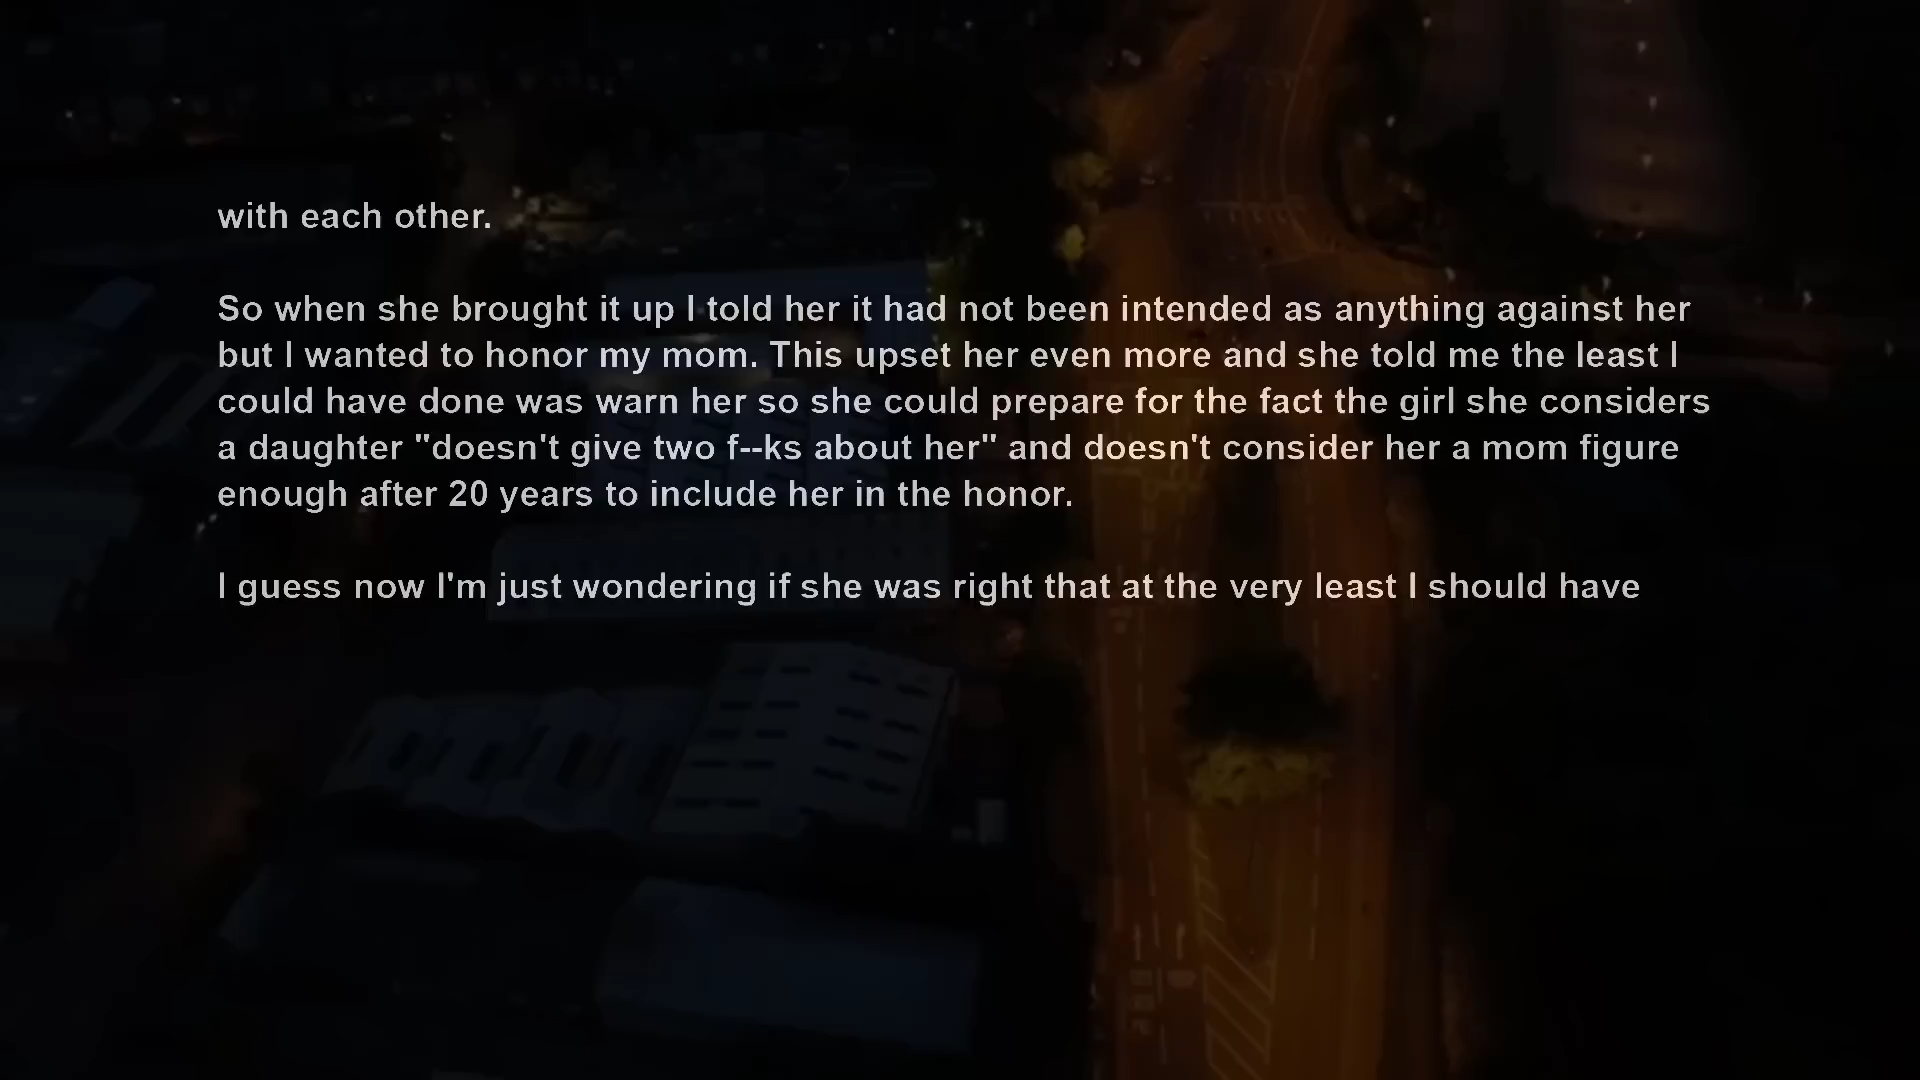 with each other.
So when she brought it up I told her it had not been intended as anything against her
but I wanted to honor my mom. This upset her even more and she told me the least I
could have done was warn her so she could prepare for the fact the girl she considers
a daughter "doesn't give two f--ks about her" and doesn't consider her a mom figure
enough after 20 years to include her in the honor.
I guess now I'm just wondering if she was right that at the very least I should have